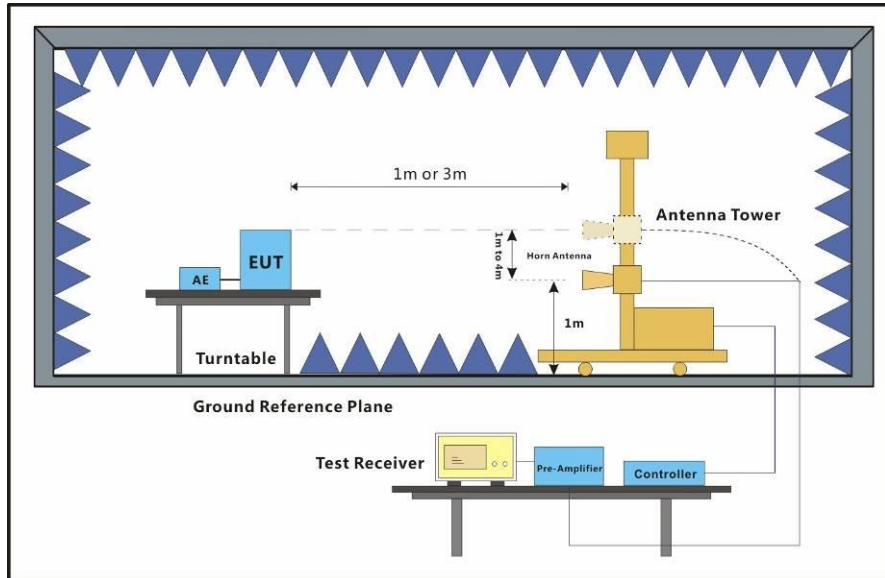 1m or 3m
Antenna Tower
1m to 4m
Horn Antenna
EUT
AE
1m
Turntable
Ground Reference Plane
Test Receiver
Pre-Amplifier
Controller